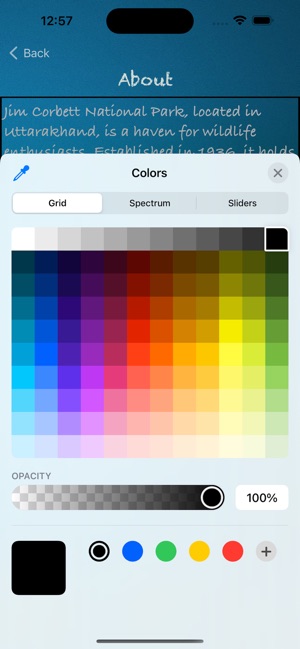 12:57
Back
About
Jim Corbett National Park, located in
Uttarakhand, is a haven for wildlife
enthusiasts. Established in 1936, it holds
Colors
Grid Spectrum Sliders
OPACITY
100%